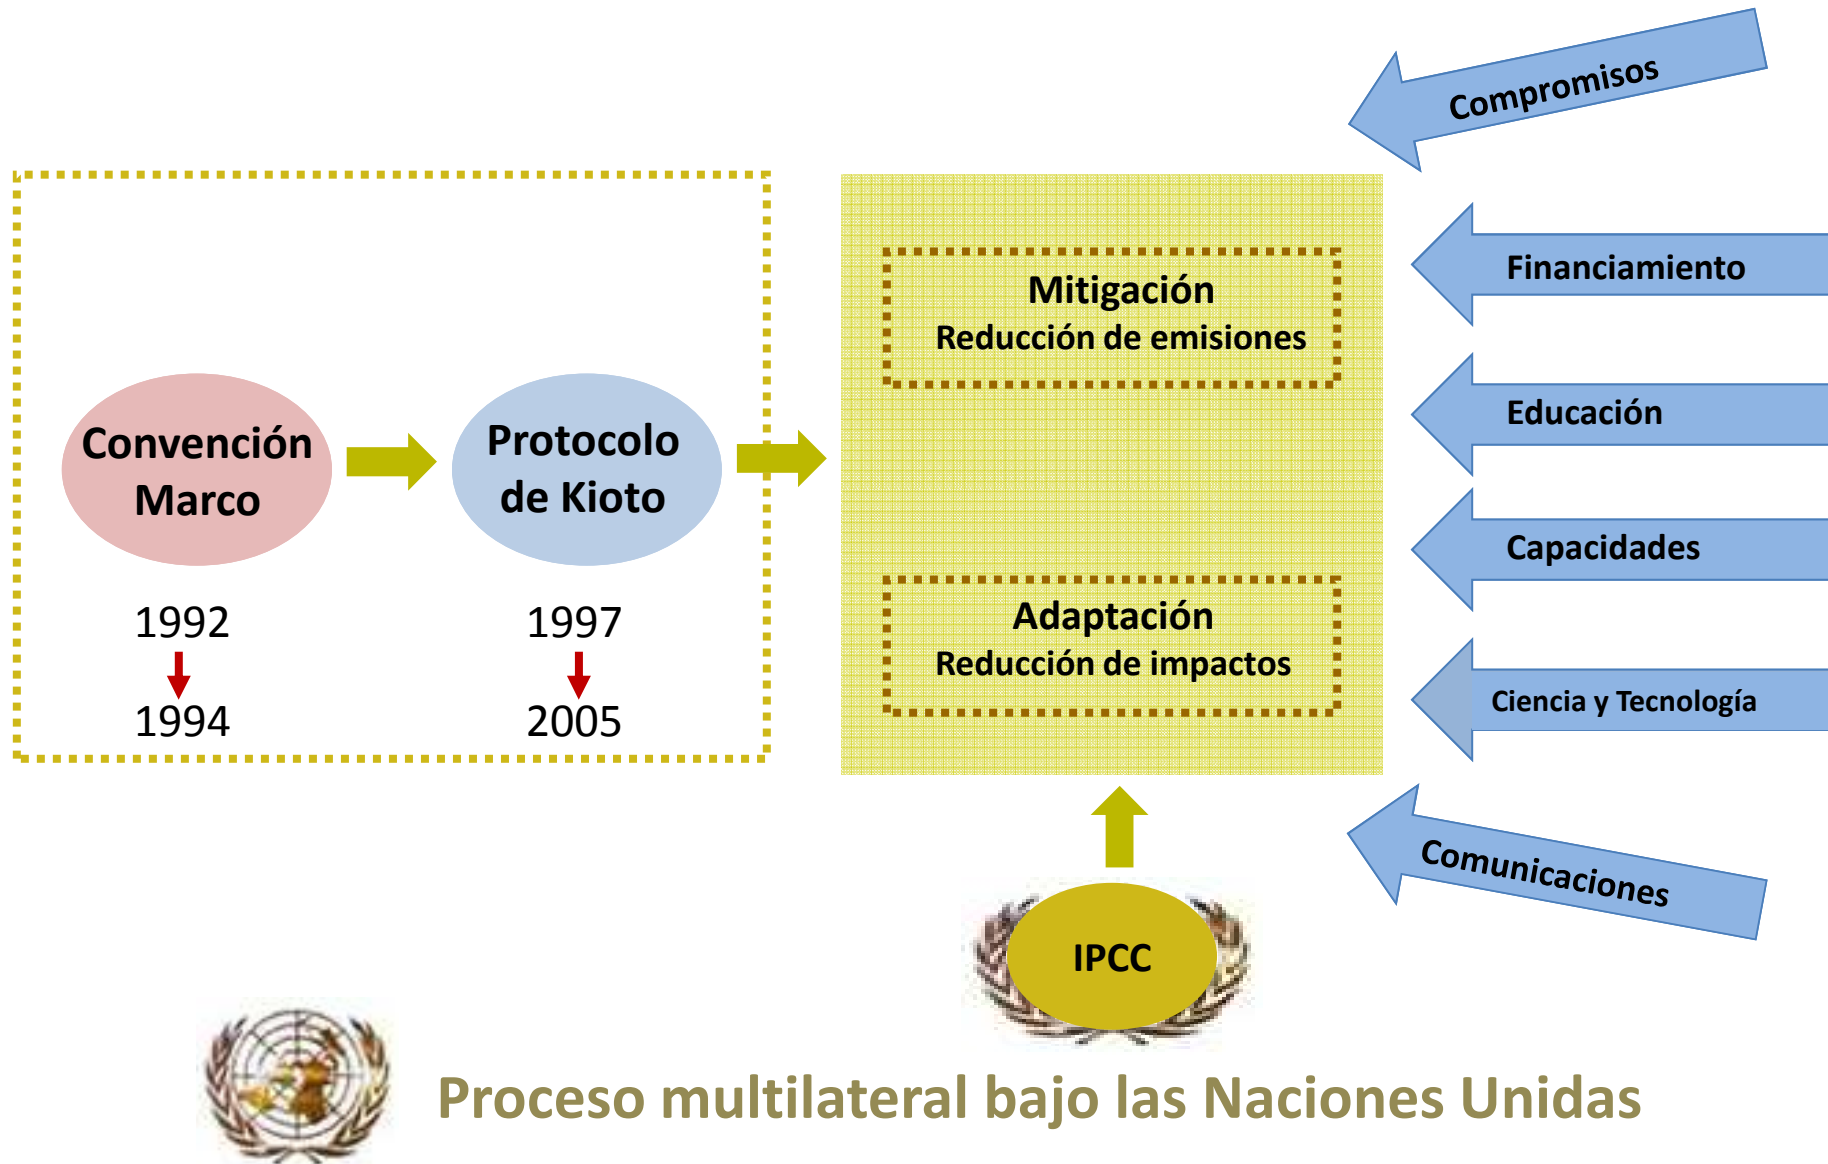 Convención
Marco
1992
1994
Protocolo
de Kioto
1997
2005
Mitigación
Reducción de emisiones
Adaptación
Reducción de impactos
IPCC
Compromisos
Financiamiento
Educación
Capacidades
Ciencia y Tecnología
Comunicaciones
Proceso multilateral bajo las Naciones Unidas